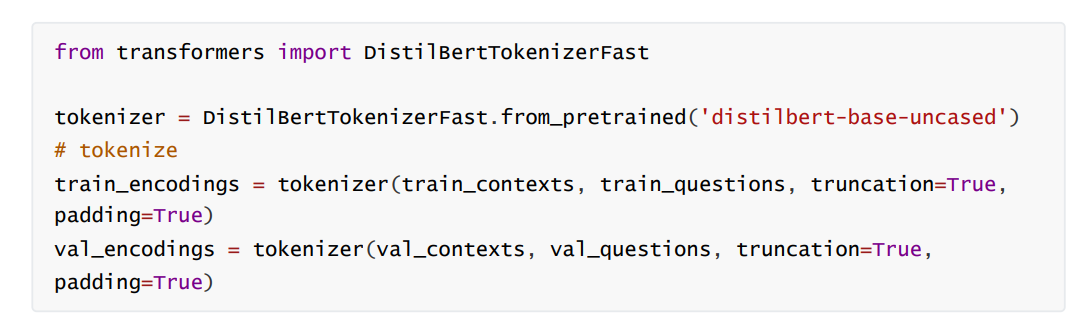 from transformers import DistilBertTokenizerFast
tokenizer = DistilBertTokenizerFast.from_pretrained('distilbert-base-uncased')
# tokenize
train_encodings = tokenizer(train_contexts, train_questions, truncation=True,
padding=True)
val_encodings = tokenizer(val_contexts, val_questions, truncation=True,
padding=True)